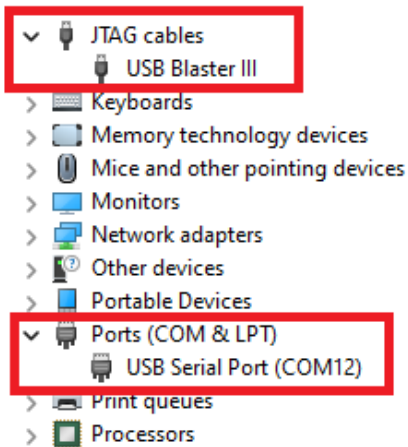 JTAG cables
USB Blaster III
Keyboards
Memory technology devices
Mice and other pointing devices
Monitors
Network adapters
Other devices
Portable Devices
Ports (COM & LPT)
USB Serial Port (COM12)
Print queues
Processors